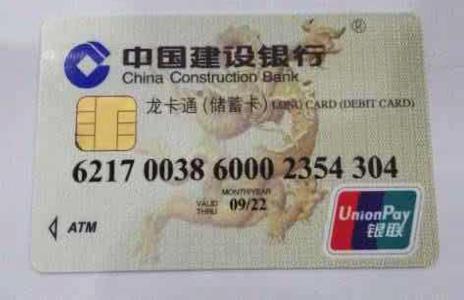 ®
中国建设银行
China Construction Bank
龙卡通(储蓄卡) LONG CARD (DEBIT CARD)
6217 0038 6000 2354 304
MONTH/YEAR
VALID THRU 09/22
ATM
UnionPay
银联